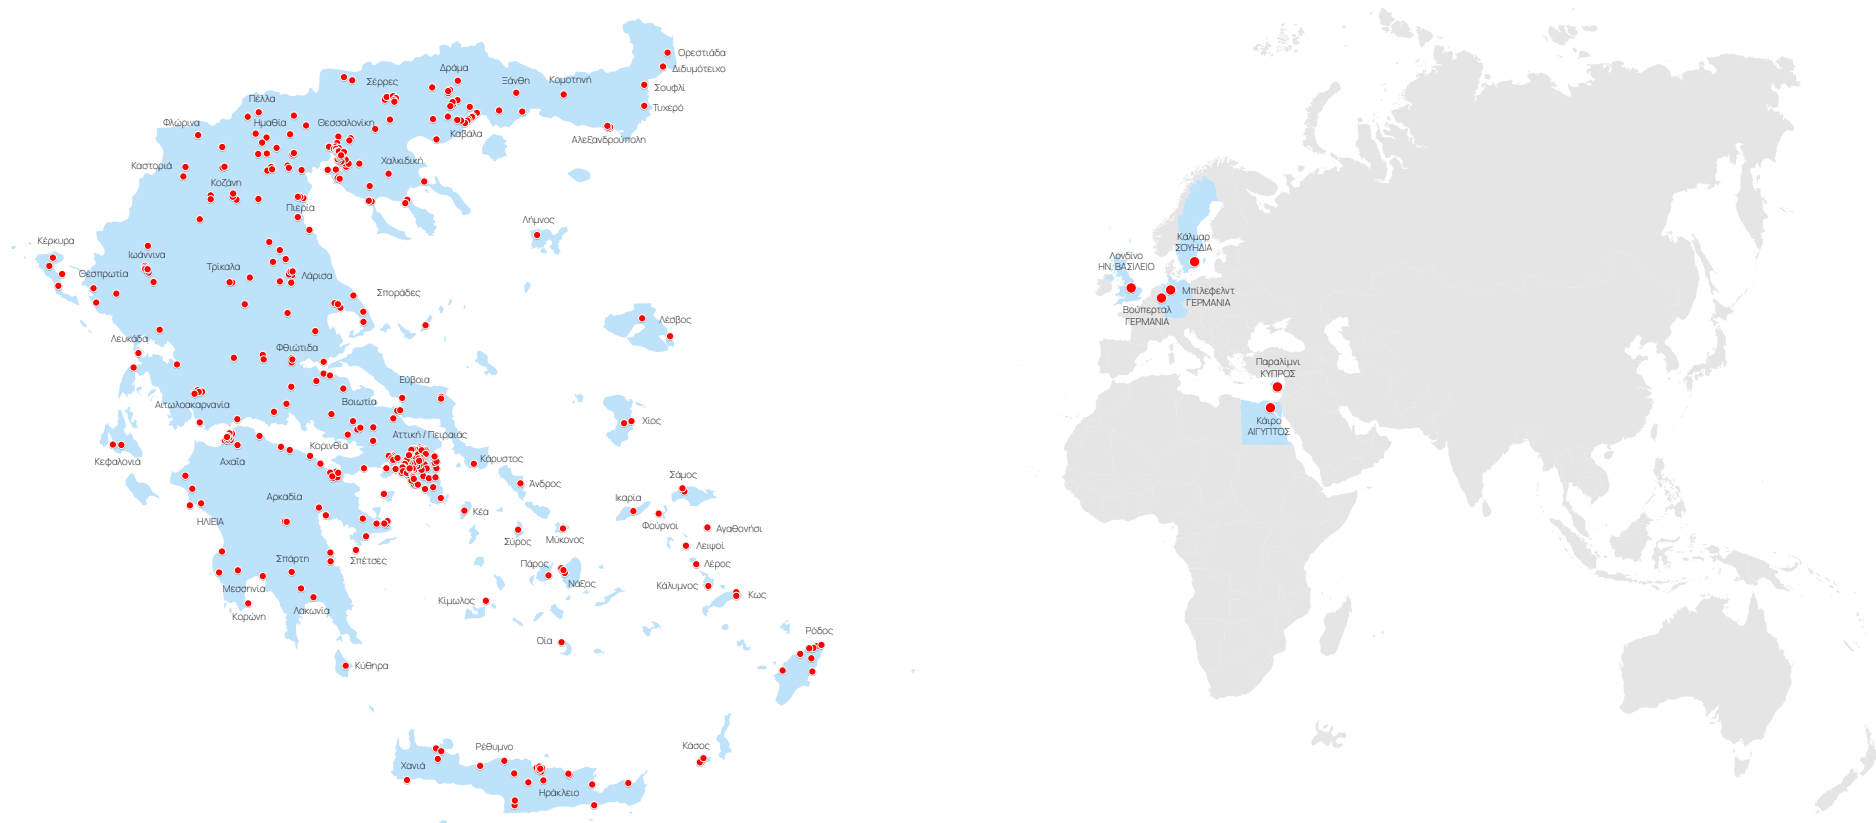 Ορεστιάδα
Διδυμότειχο
Σουφλί
Τυχερό
Αλεξανδρούπολη
Κομοτηνή
Ξάνθη
Δράμα
Καβάλα
Σέρρες
Θεσσαλονίκη
Χαλκιδική
Πέλλα
Ημαθία
Φλώρινα
Καστοριά
Κοζάνη
Πιερία
Λήμνος
Κέρκυρα
Θεσπρωτία
Ιωάννινα
Τρίκαλα
Λάρισα
Σποράδες
Λέσβος
Λευκάδα
Φθιώτιδα
Εύβοια
Αιτωλοακαρνανία
Βοιωτία
Χίος
Αττική / Πειραιάς
Κορινθία
Κεφαλονιά
Αχαΐα
Κάρυστος
Άνδρος
Σάμος
Ικαρία
Φούρνοι
Αγαθονήσι
Αρκαδία
ΗΛΙΕΙΑ
Κέα
Σύρος
Μύκονος
Λειψοί
Σπάρτη
Σπέτσες
Πάρος
Νάξος
Λέρος
Κάλυμνος
Κως
Μεσσηνία
Κορώνη
Λακωνία
Κίμωλος
Οία
Ρόδος
Κύθηρα
Κάσος
Ρέθυμνο
Χανιά
Ηράκλειο
Κάλμαρ
ΣΟΥΗΔΙΑ
Λονδίνο
ΗΝ. ΒΑΣΙΛΕΙΟ
Μπίλεφελντ
ΓΕΡΜΑΝΙΑ
Βούπερταλ
ΓΕΡΜΑΝΙΑ
Παραλίμνι
ΚΥΠΡΟΣ
Κάιρο
ΑΙΓΥΠΤΟΣ